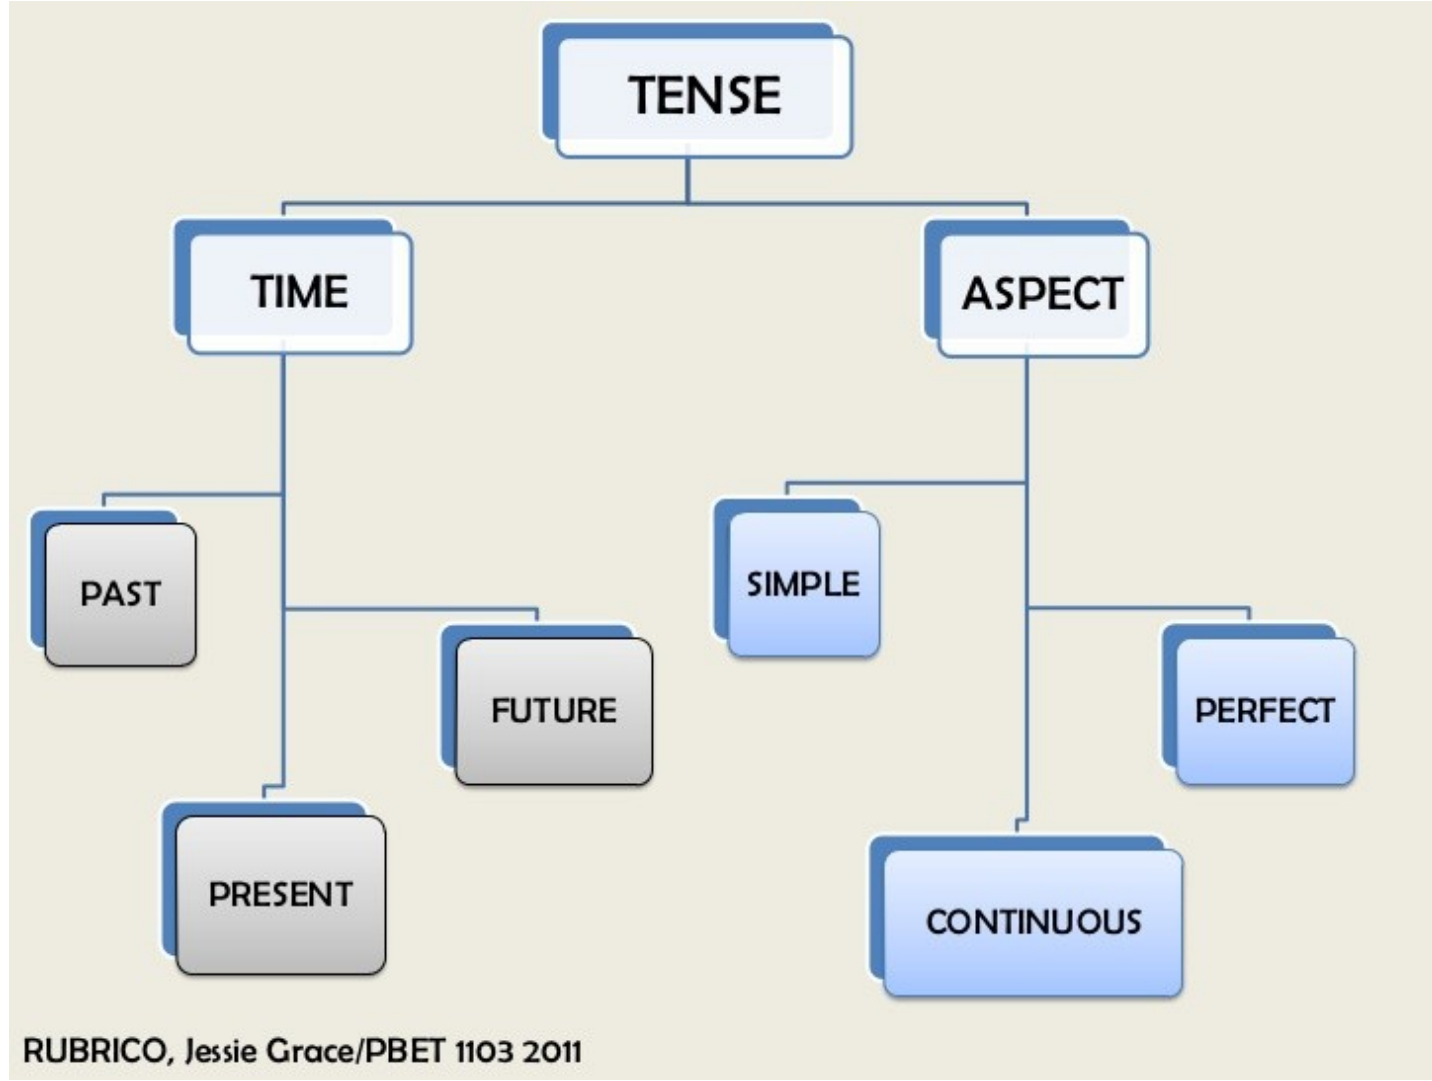 TENSE
TIME
ASPECT
PAST
SIMPLE
FUTURE
PERFECT
PRESENT
CONTINUOUS
RUBRICO, Jessie Grace/PBET 1103 2011